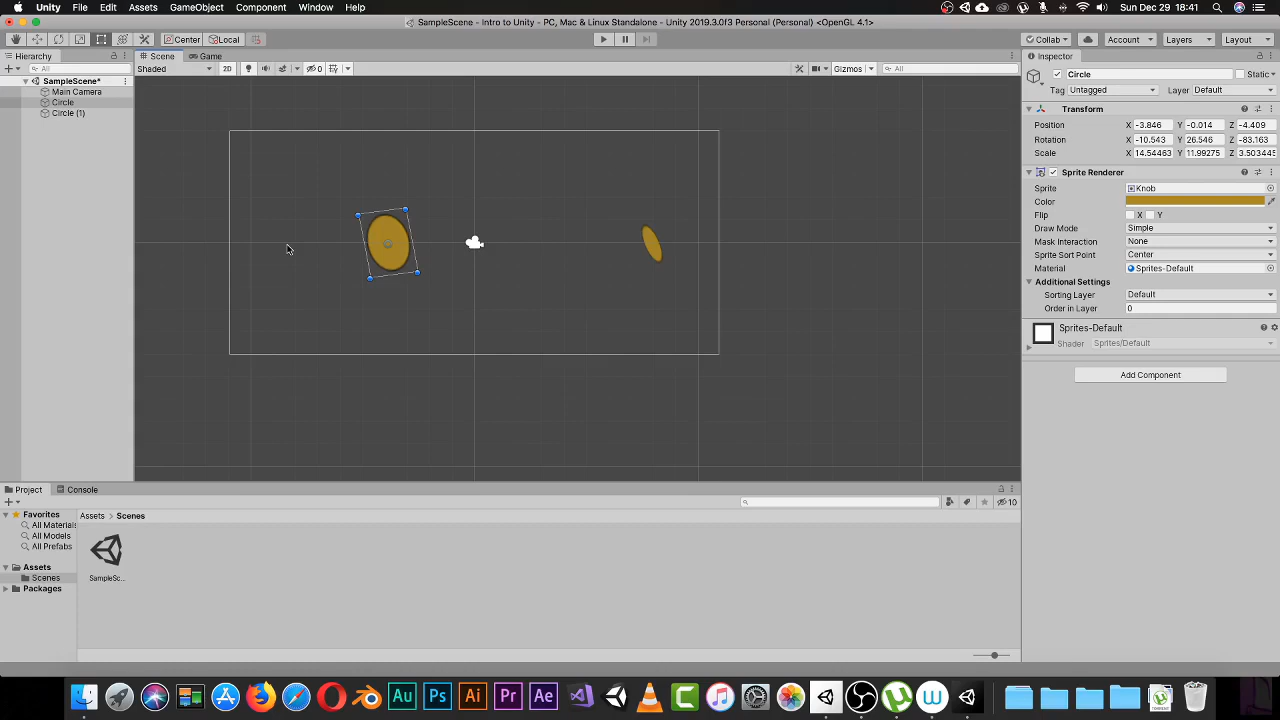 Unity File Edit Assets GameObject Component Window Help Sun Dec 29 18:41
SampleScene - Intro to Unity - PC, Mac & Linux Standalone - Unity 2019.3.0f3 Personal (Personal) <OpenGL 4.1>
Center Local Collab Account Layers Layout
Hierarchy Scene Game Inspector
All Shaded 2D 0 Gizmos All Circle Static
SampleScene*
Main Camera
Circle
Circle (1)
Tag Untagged Layer Default
Transform
Position X -3.846 Y -0.014 Z -4.409
Rotation X -10.543 Y 26.546 Z -83.163
Scale X 14.54463 Y 11.99275 Z 3.503445
Sprite Renderer
Sprite Knob
Color
Flip X Y
Draw Mode Simple
Mask Interaction None
Sprite Sort Point Center
Material Sprites-Default
Additional Settings
Sorting Layer Default
Order in Layer 0
Sprites-Default
Shader Sprites/Default
Add Component
Project Console
10
Favorites
All Materials
All Models
All Prefabs
Assets
Scenes
Packages
Assets > Scenes
SampleSc...
Au Ps Ai Pr Ae